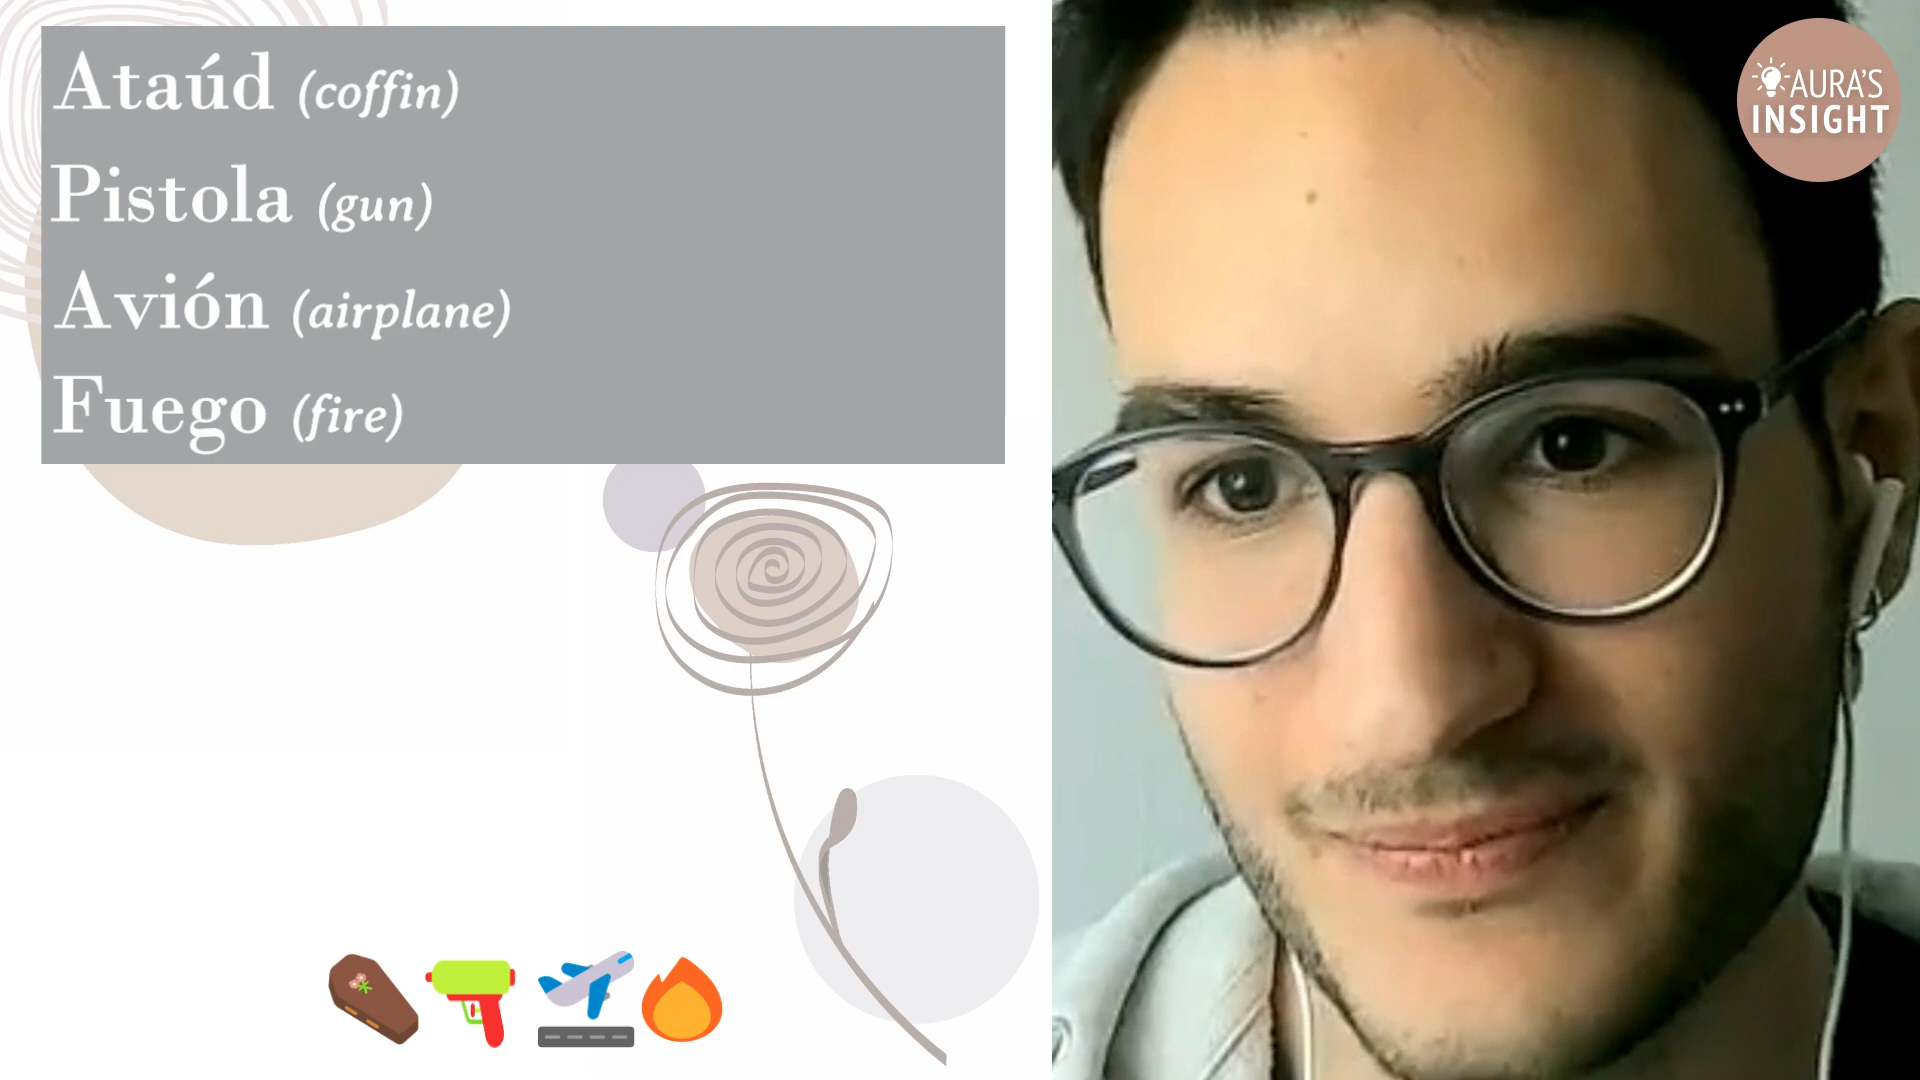 Ataúd (coffin)
Pistola (gun)
Avión (airplane)
Fuego (fire)
AURA'S
INSIGHT